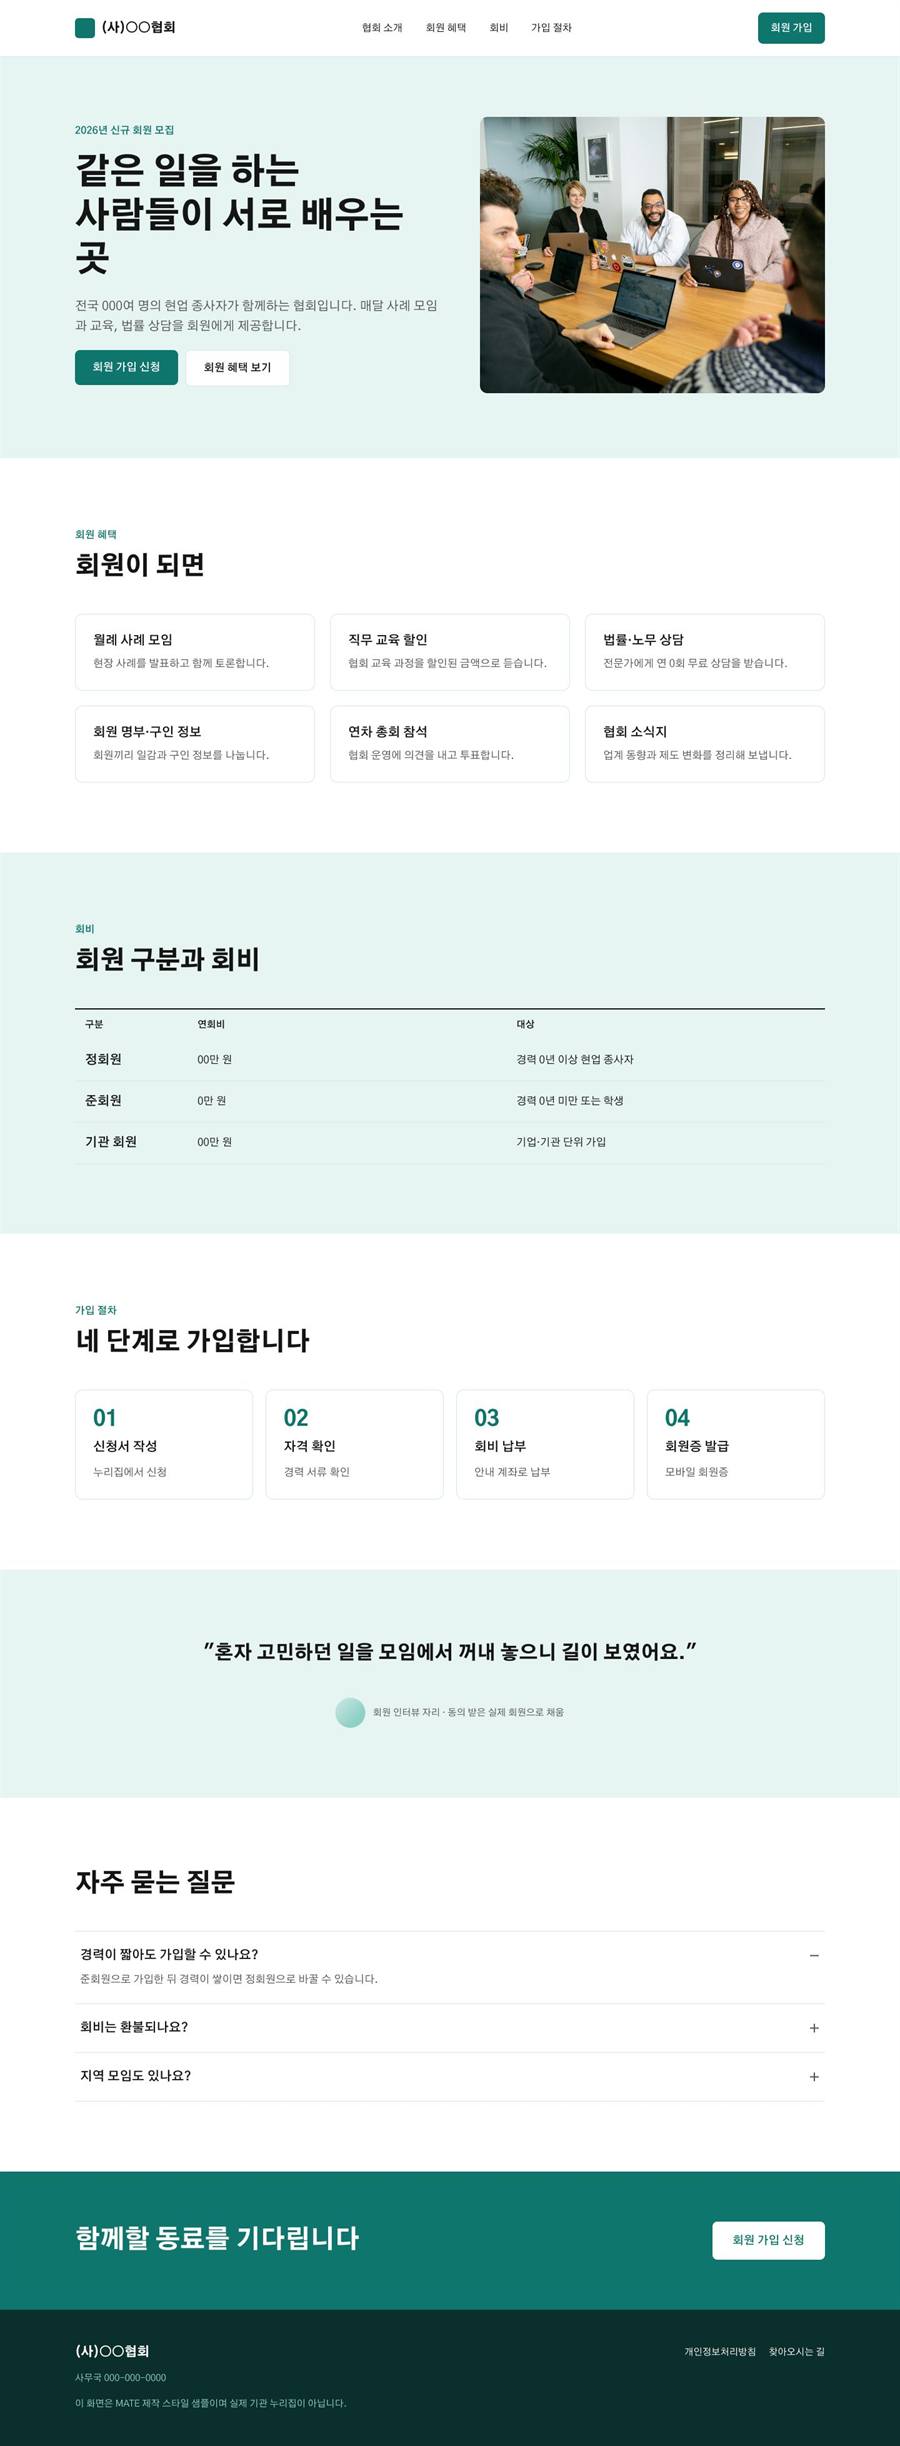 (사)○○협회
협회 소개
회원 혜택
회비
가입 절차
회원 가입
2026년 신규 회원 모집
같은 일을 하는
사람들이 서로 배우는
곳
전국 000여 명의 현업 종사자가 함께하는 협회입니다. 매달 사례 모임
과 교육, 법률 상담을 회원에게 제공합니다.
회원 가입 신청
회원 혜택 보기
회원 혜택
회원이 되면
월례 사례 모임
현장 사례를 발표하고 함께 토론합니다.
직무 교육 할인
협회 교육 과정을 할인된 금액으로 듣습니다.
법률·노무 상담
전문가에게 연 0회 무료 상담을 받습니다.
회원 명부·구인 정보
회원끼리 일감과 구인 정보를 나눕니다.
연차 총회 참석
협회 운영에 의견을 내고 투표합니다.
협회 소식지
업계 동향과 제도 변화를 정리해 보냅니다.
회비
회원 구분과 회비
구분 연회비 대상
정회원 00만 원 경력 0년 이상 현업 종사자
준회원 0만 원 경력 0년 미만 또는 학생
기관 회원 00만 원 기업·기관 단위 가입
가입 절차
네 단계로 가입합니다
01
신청서 작성
누리집에서 신청
02
자격 확인
경력 서류 확인
03
회비 납부
안내 계좌로 납부
04
회원증 발급
모바일 회원증
"혼자 고민하던 일을 모임에서 꺼내 놓으니 길이 보였어요."
회원 인터뷰 자리 · 동의 받은 실제 회원으로 채움
자주 묻는 질문
경력이 짧아도 가입할 수 있나요? −
준회원으로 가입한 뒤 경력이 쌓이면 정회원으로 바꿀 수 있습니다.
회비는 환불되나요? +
지역 모임도 있나요? +
함께할 동료를 기다립니다
회원 가입 신청
(사)○○협회
개인정보처리방침 찾아오시는 길
사무국 000-000-0000
이 화면은 MATE 제작 스타일 샘플이며 실제 기관 누리집이 아닙니다.